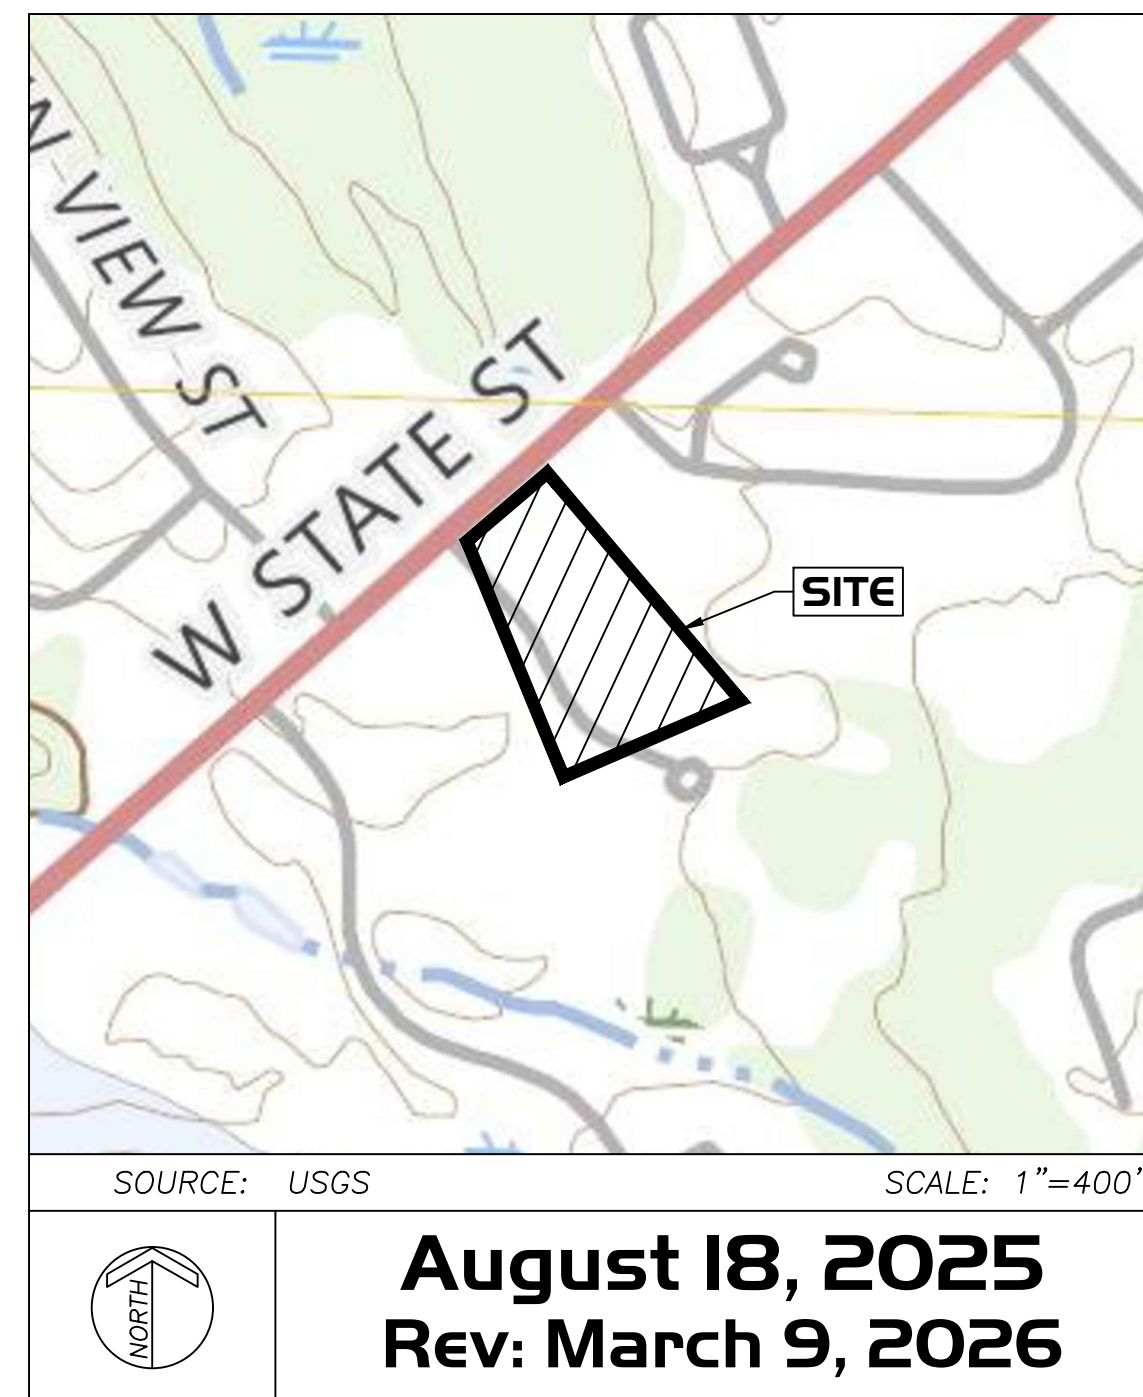 VIEW ST
W STATE ST
SITE
SOURCE: USGS
SCALE: 1"=400'
NORTH
August 18, 2025
Rev: March 9, 2026